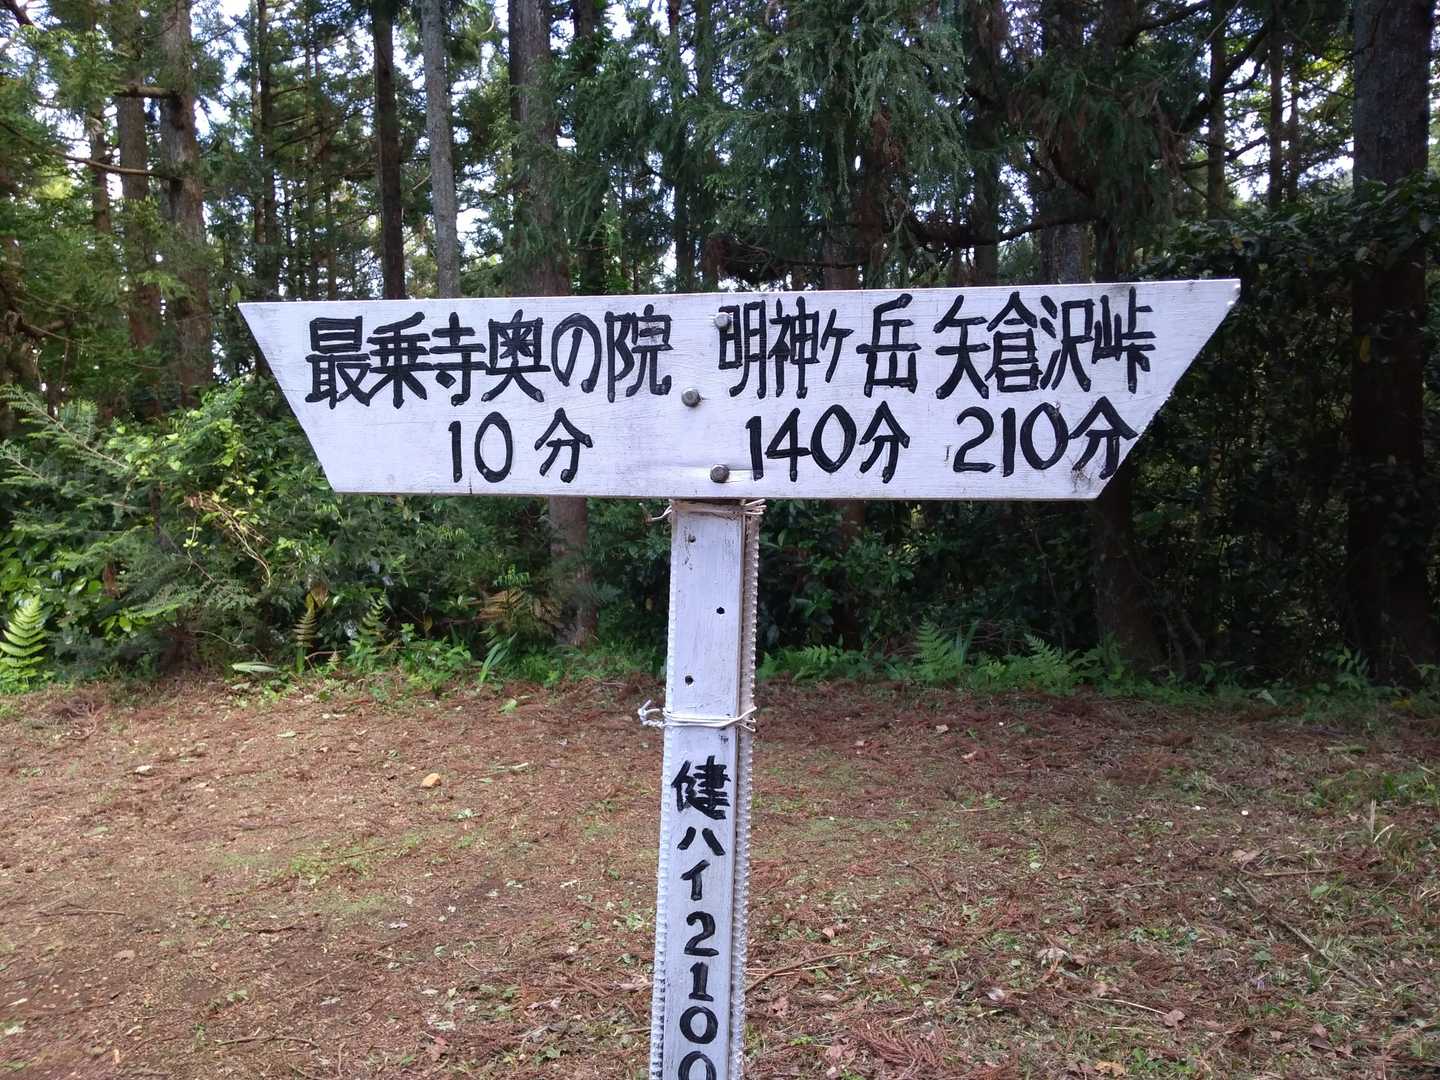 最乗寺奥の院 明神ヶ岳 矢倉沢峠
10分 140分 210分
健ハイ2100